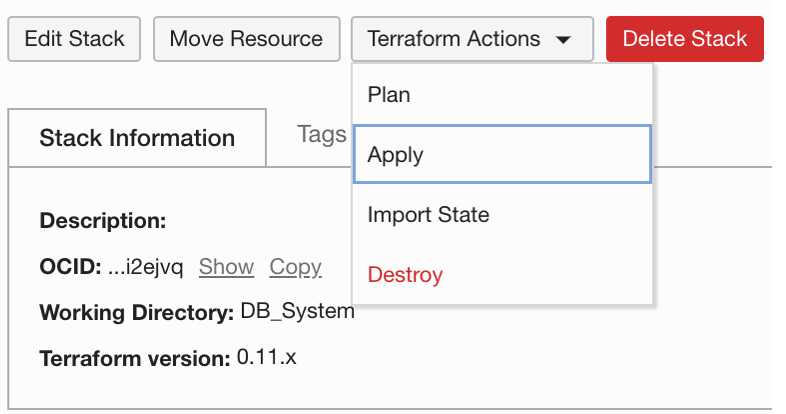 Edit Stack Move Resource Terraform Actions Delete Stack
Plan
Stack Information Tags
Apply
Import State
Destroy
Description:
OCID: ...i2ejvq Show Copy
Working Directory: DB_System
Terraform version: 0.11.x